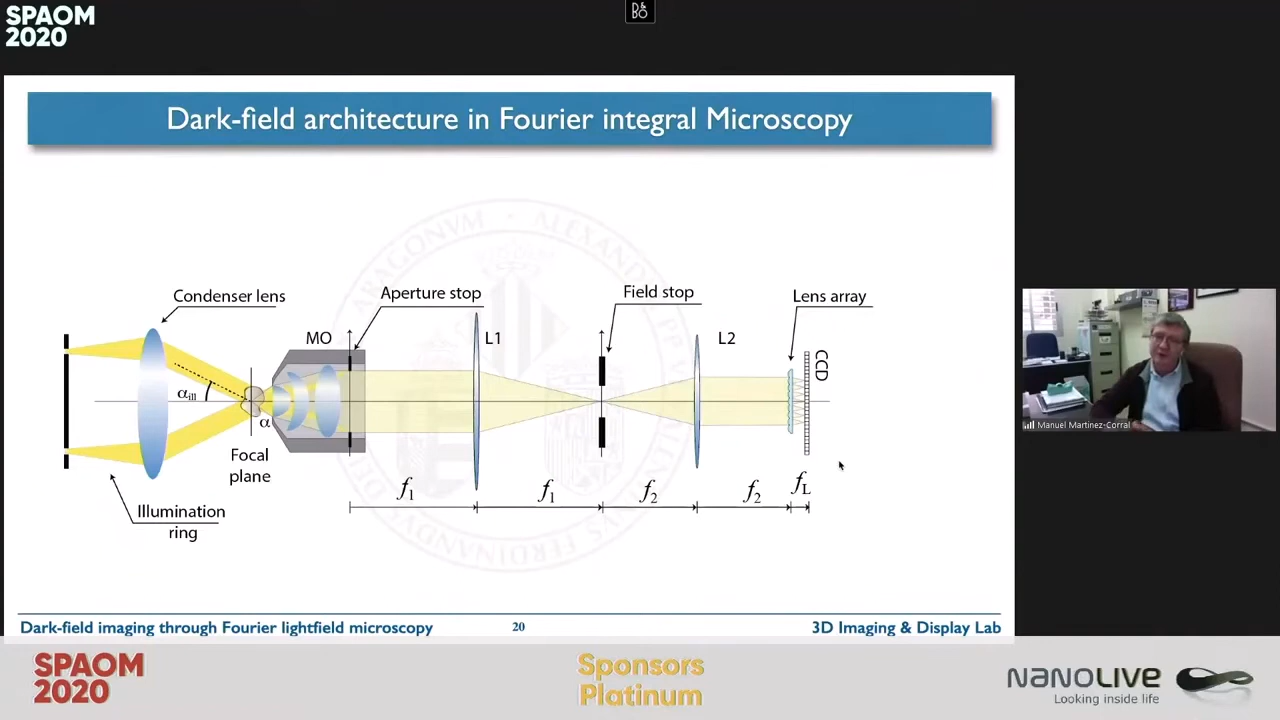 SPAOM
2020
B&O
Dark-field architecture in Fourier integral Microscopy
Condenser lens
Aperture stop
Field stop
Lens array
MO
L1
L2
CCD
αill
α
Focal
plane
Illumination
ring
f1
f1
f2
f2
fL
Manuel Martinez-Corral
Dark-field imaging through Fourier lightfield microscopy
20
3D Imaging & Display Lab
SPAOM
2020
Sponsors
Platinum
NANOLIVE
Looking inside life